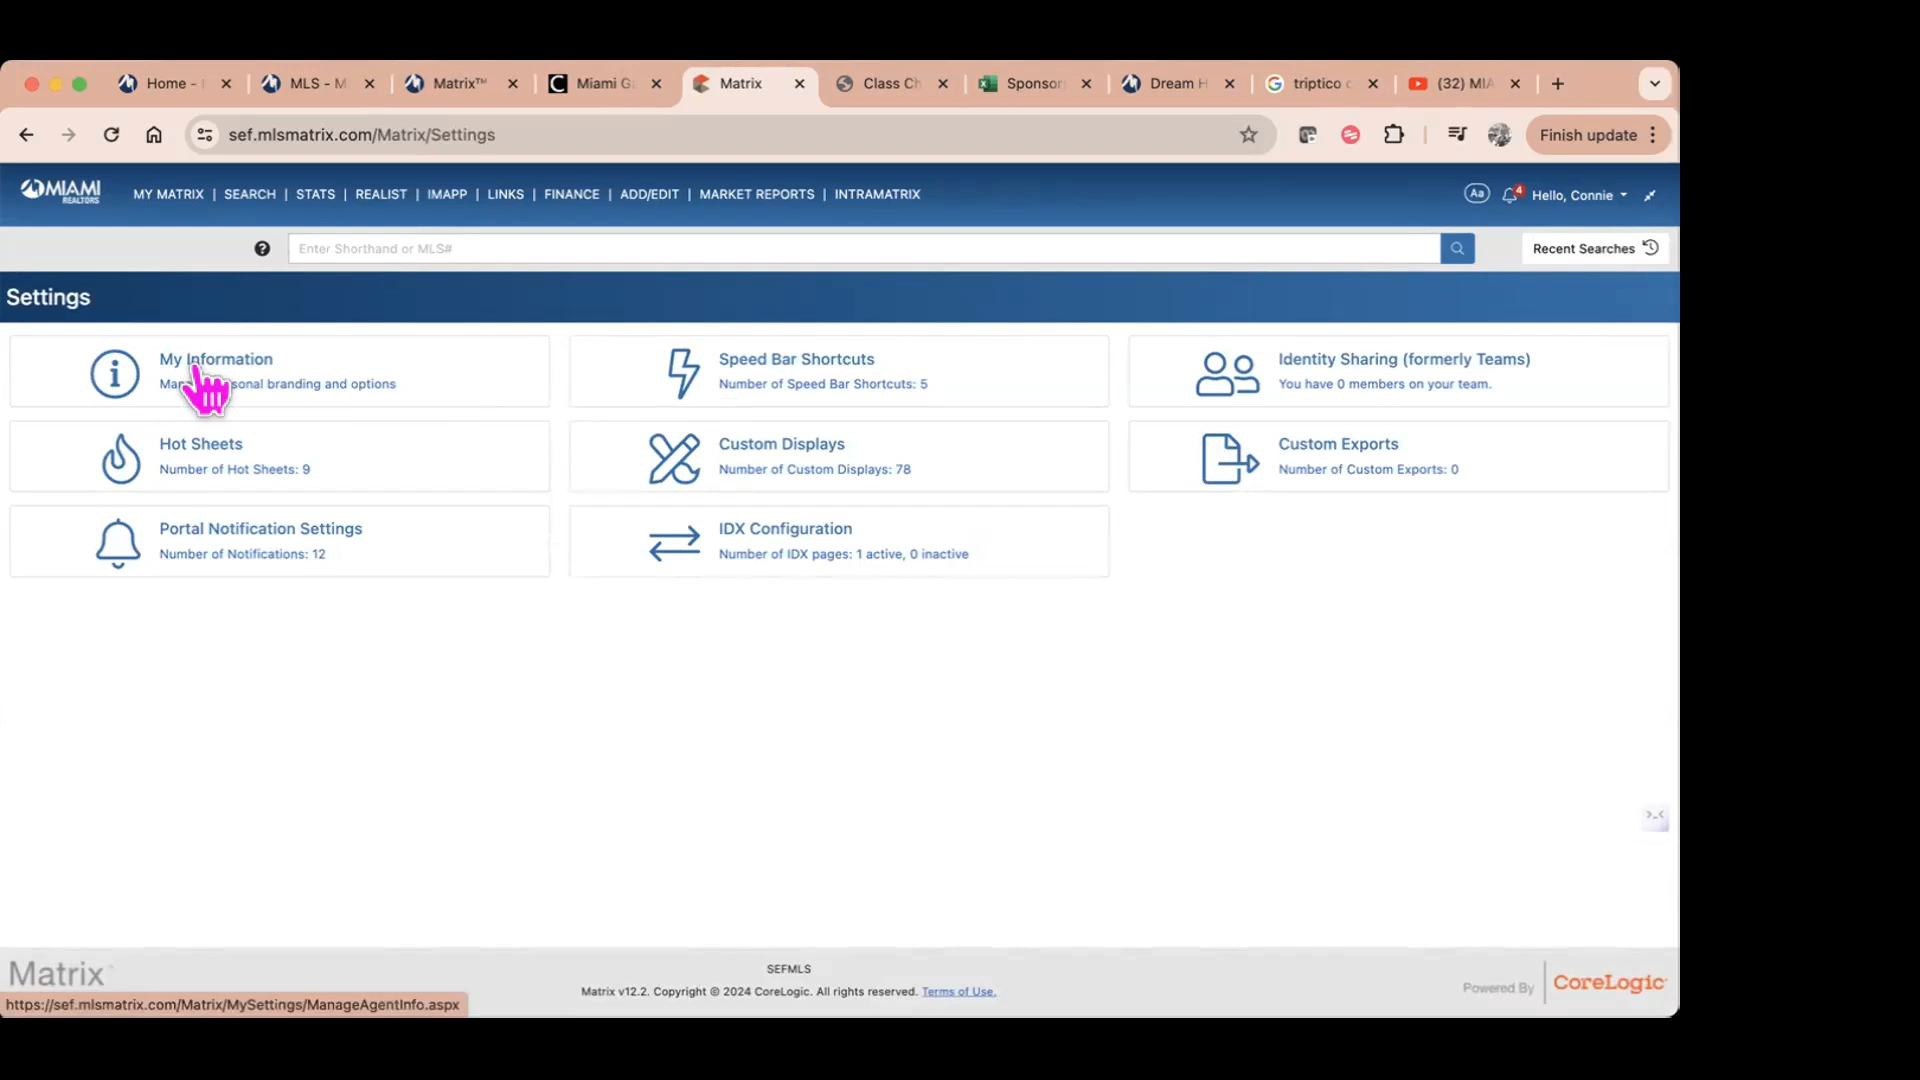 Home -
MLS - M
Matrix™
Miami G
Matrix
Class Ch
Sponsor
Dream H
triptico c
(32) MIA
sef.mlsmatrix.com/Matrix/Settings
Finish update
MIAMI REALTORS
MY MATRIX | SEARCH | STATS | REALIST | IMAPP | LINKS | FINANCE | ADD/EDIT | MARKET REPORTS | INTRAMATRIX
Aa
4
Hello, Connie
Enter Shorthand or MLS#
Recent Searches
Settings
My Information
personal branding and options
Speed Bar Shortcuts
Number of Speed Bar Shortcuts: 5
Identity Sharing (formerly Teams)
You have 0 members on your team.
Hot Sheets
Number of Hot Sheets: 9
Custom Displays
Number of Custom Displays: 78
Custom Exports
Number of Custom Exports: 0
Portal Notification Settings
Number of Notifications: 12
IDX Configuration
Number of IDX pages: 1 active, 0 inactive
Matrix
SEFMLS
Matrix v12.2. Copyright © 2024 CoreLogic. All rights reserved. Terms of Use.
Powered By
CoreLogic
https://sef.mlsmatrix.com/Matrix/MySettings/ManageAgentInfo.aspx